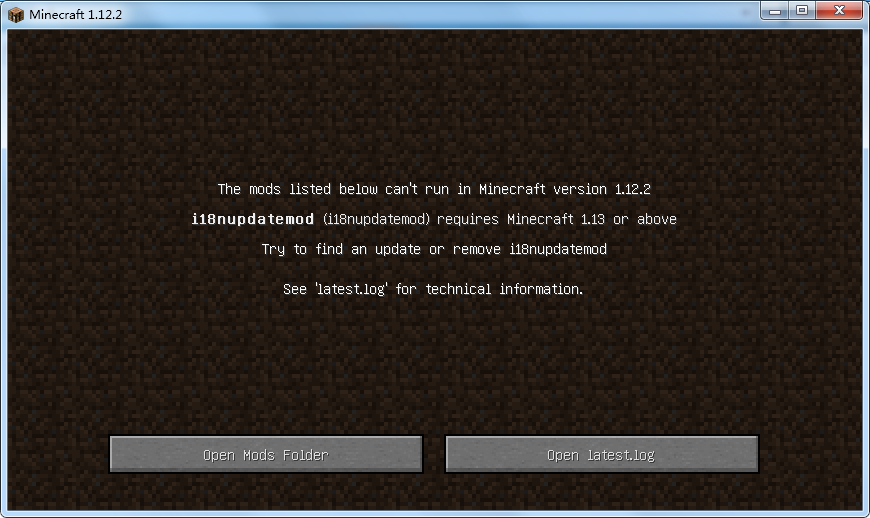 Minecraft 1.12.2
The mods listed below can't run in Minecraft version 1.12.2
i18nupdatemod (i18nupdatemod) requires Minecraft 1.13 or above
Try to find an update or remove i18nupdatemod
See 'latest.log' for technical information.
Open Mods Folder
Open latest.log